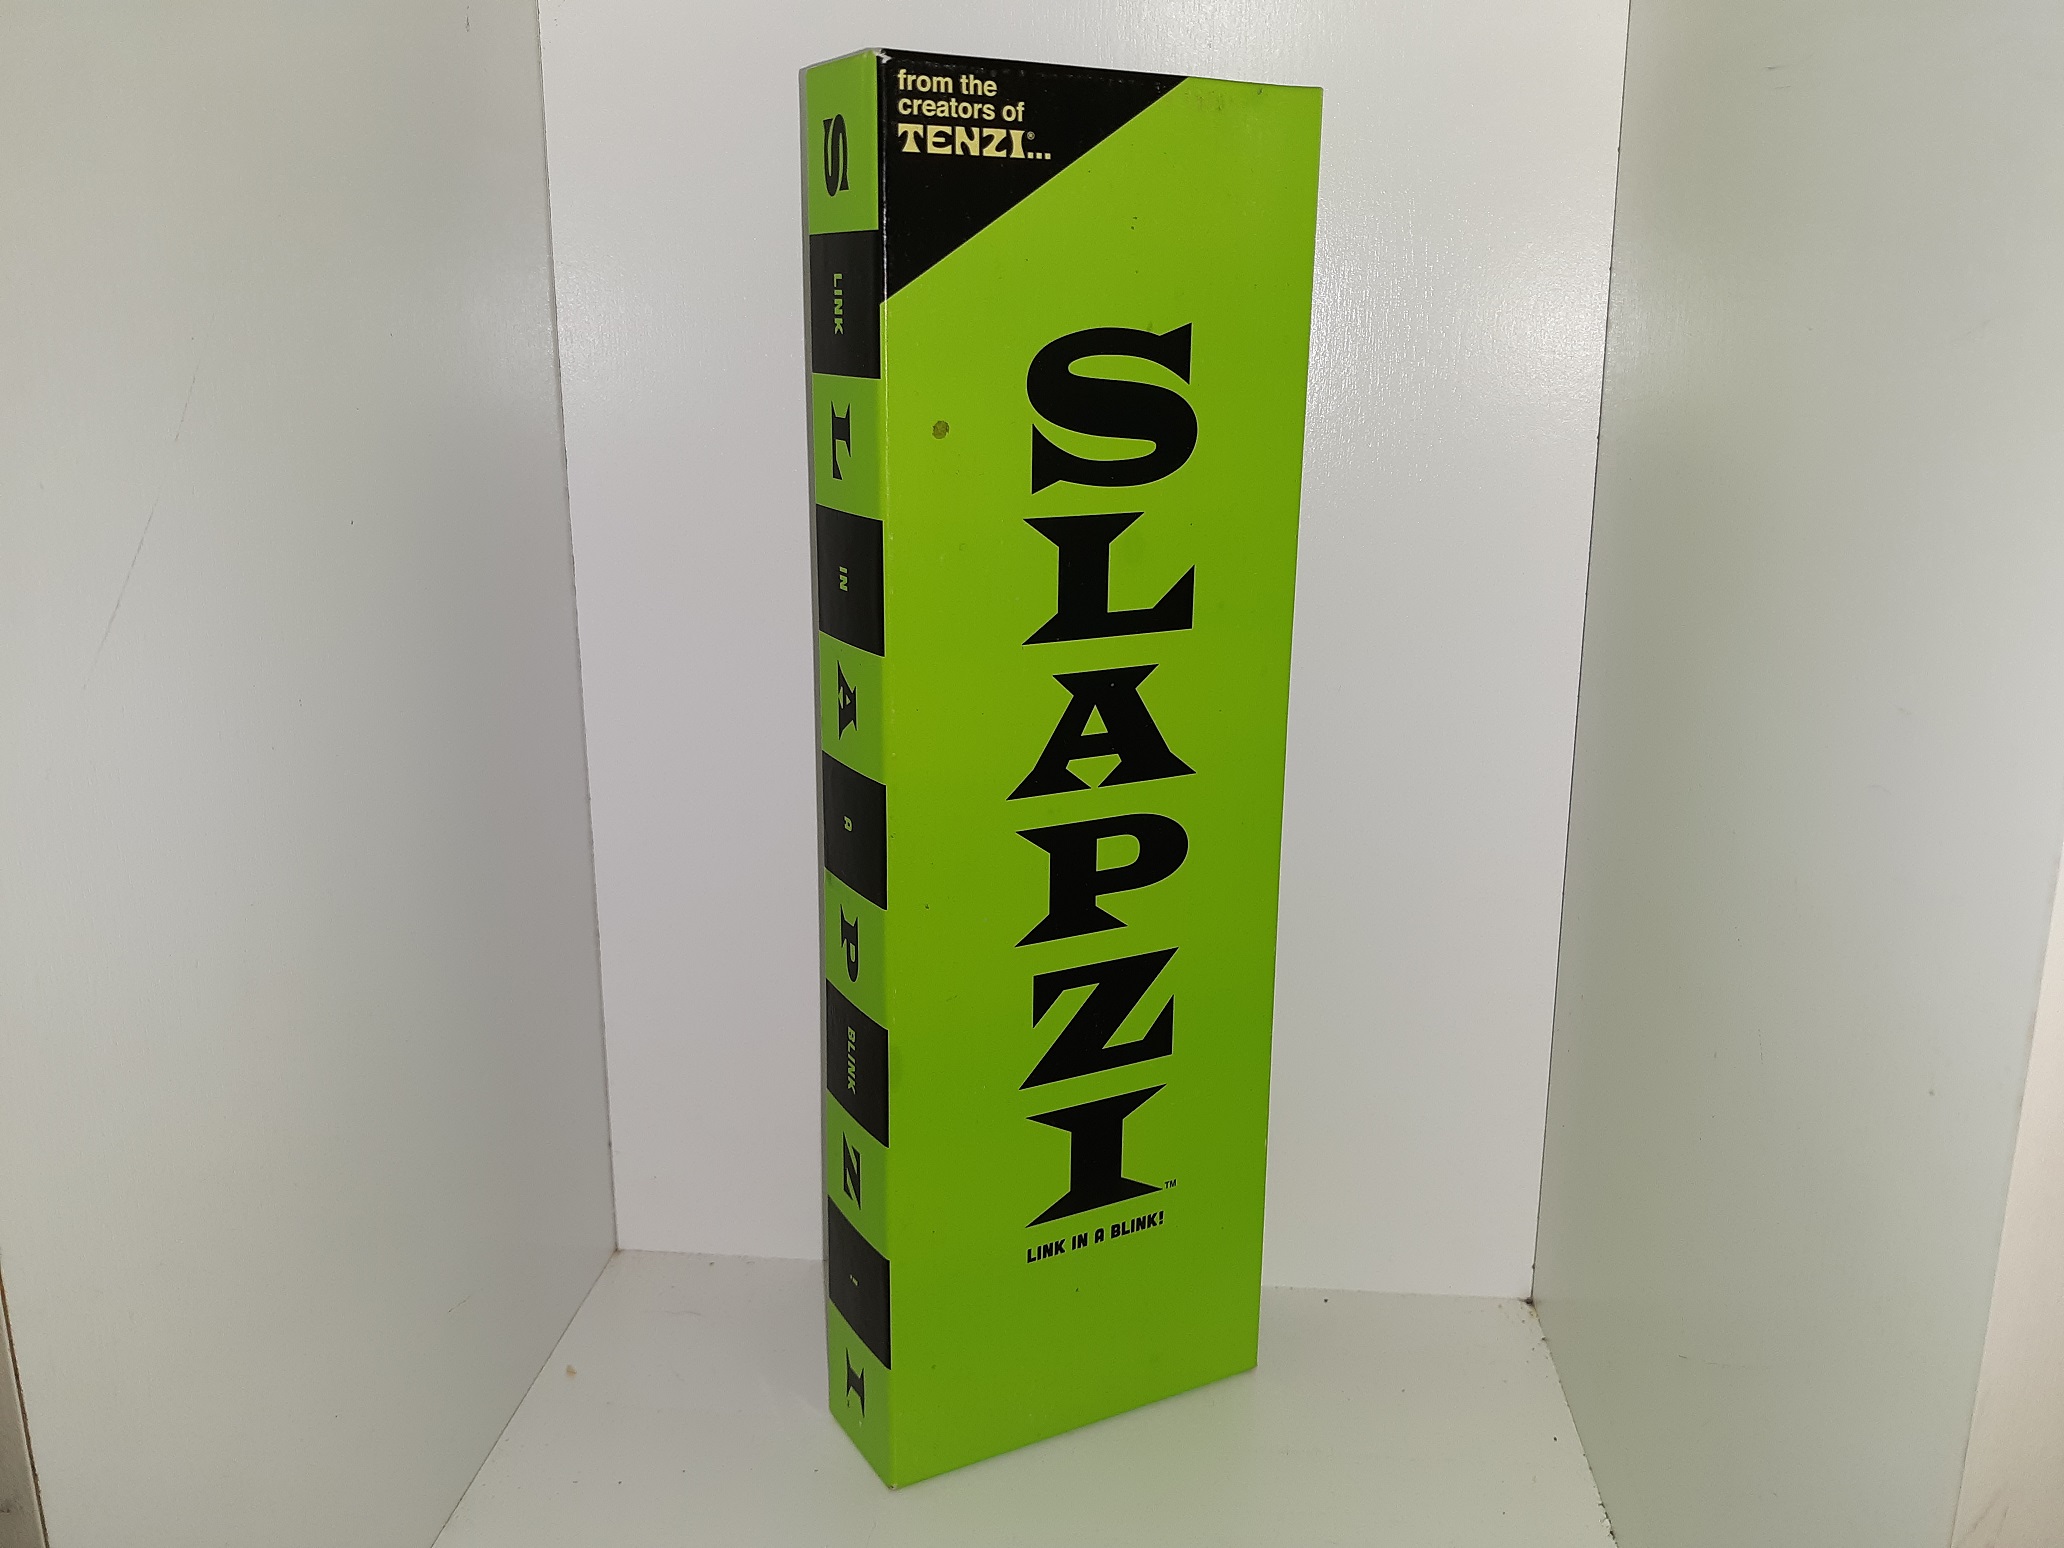 from the
creators of
TENZI®...
SLAPZI™
LINK IN A BLINK!
S LINK L IN A A P BLINK Z ! I